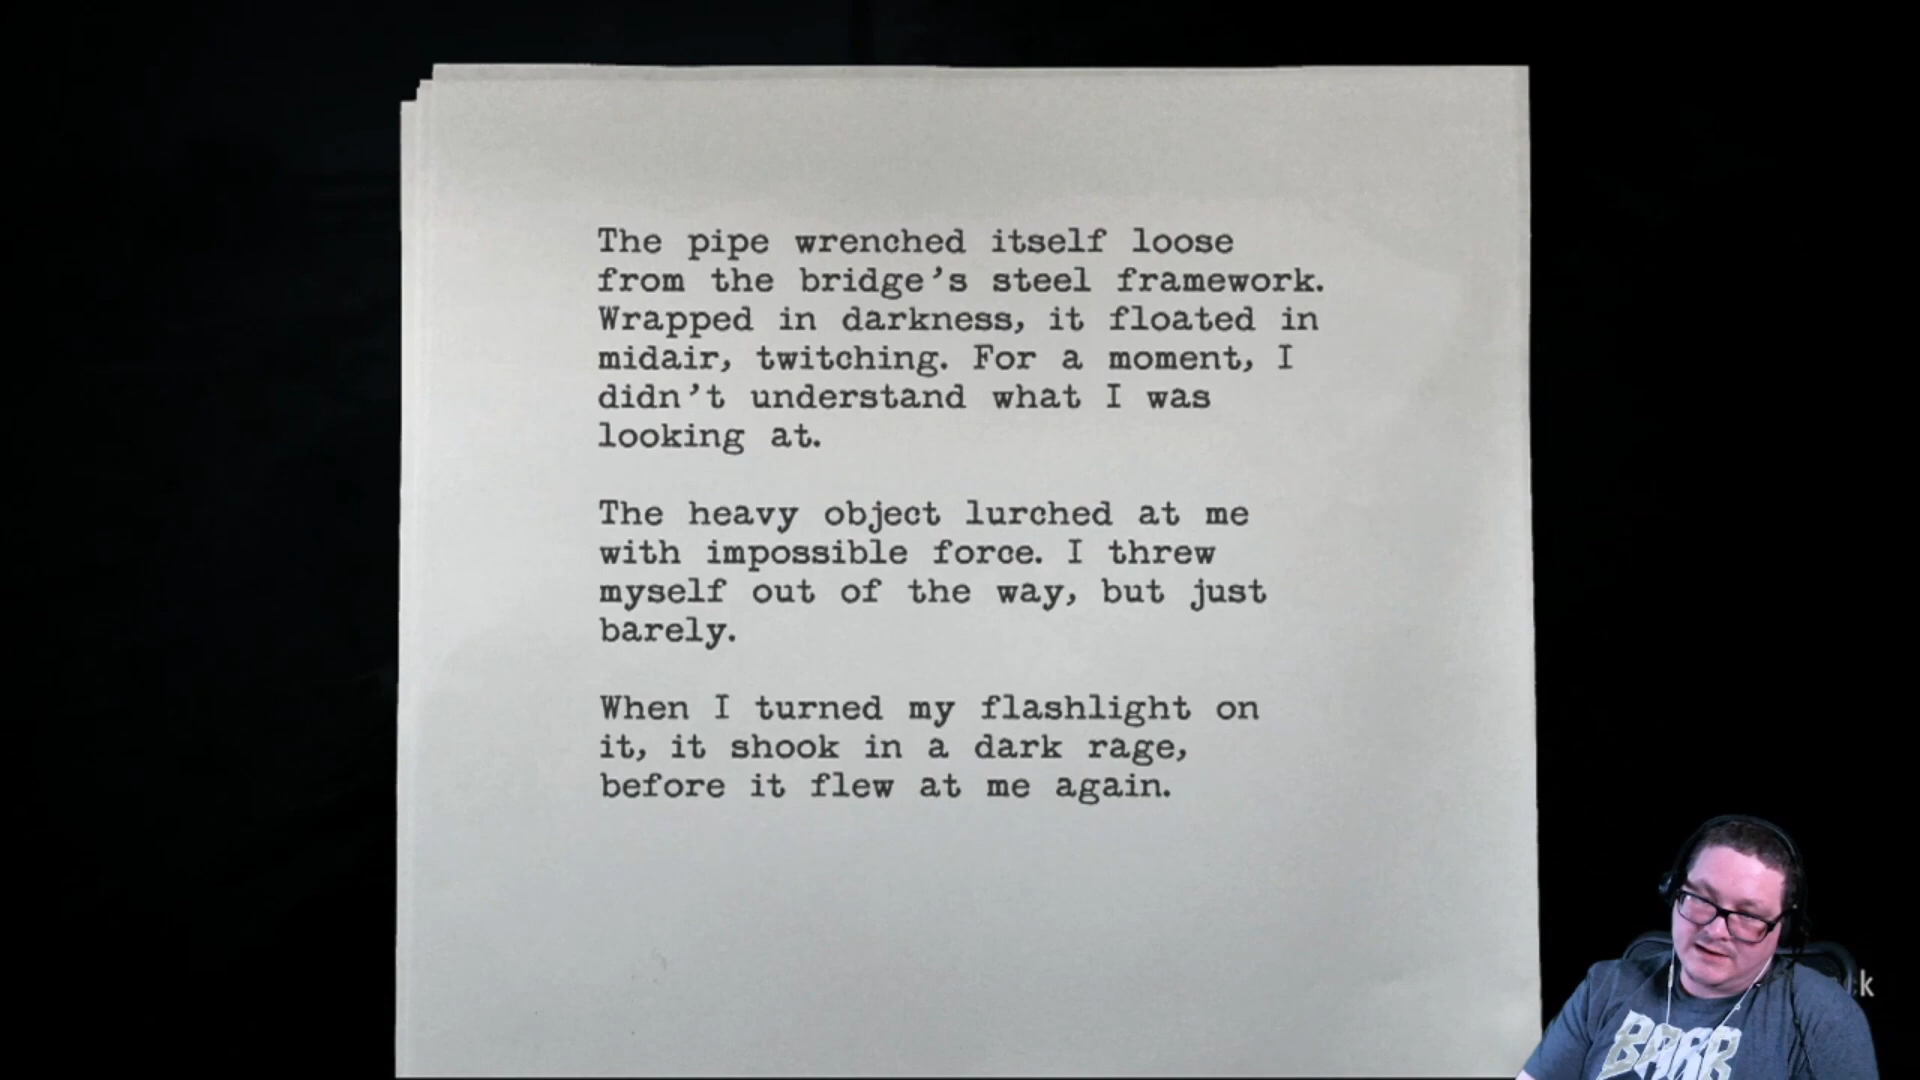 The pipe wrenched itself loose
from the bridge's steel framework.
Wrapped in darkness, it floated in
midair, twitching. For a moment, I
didn't understand what I was
looking at.
The heavy object lurched at me
with impossible force. I threw
myself out of the way, but just
barely.
When I turned my flashlight on
it, it shook in a dark rage,
before it flew at me again.